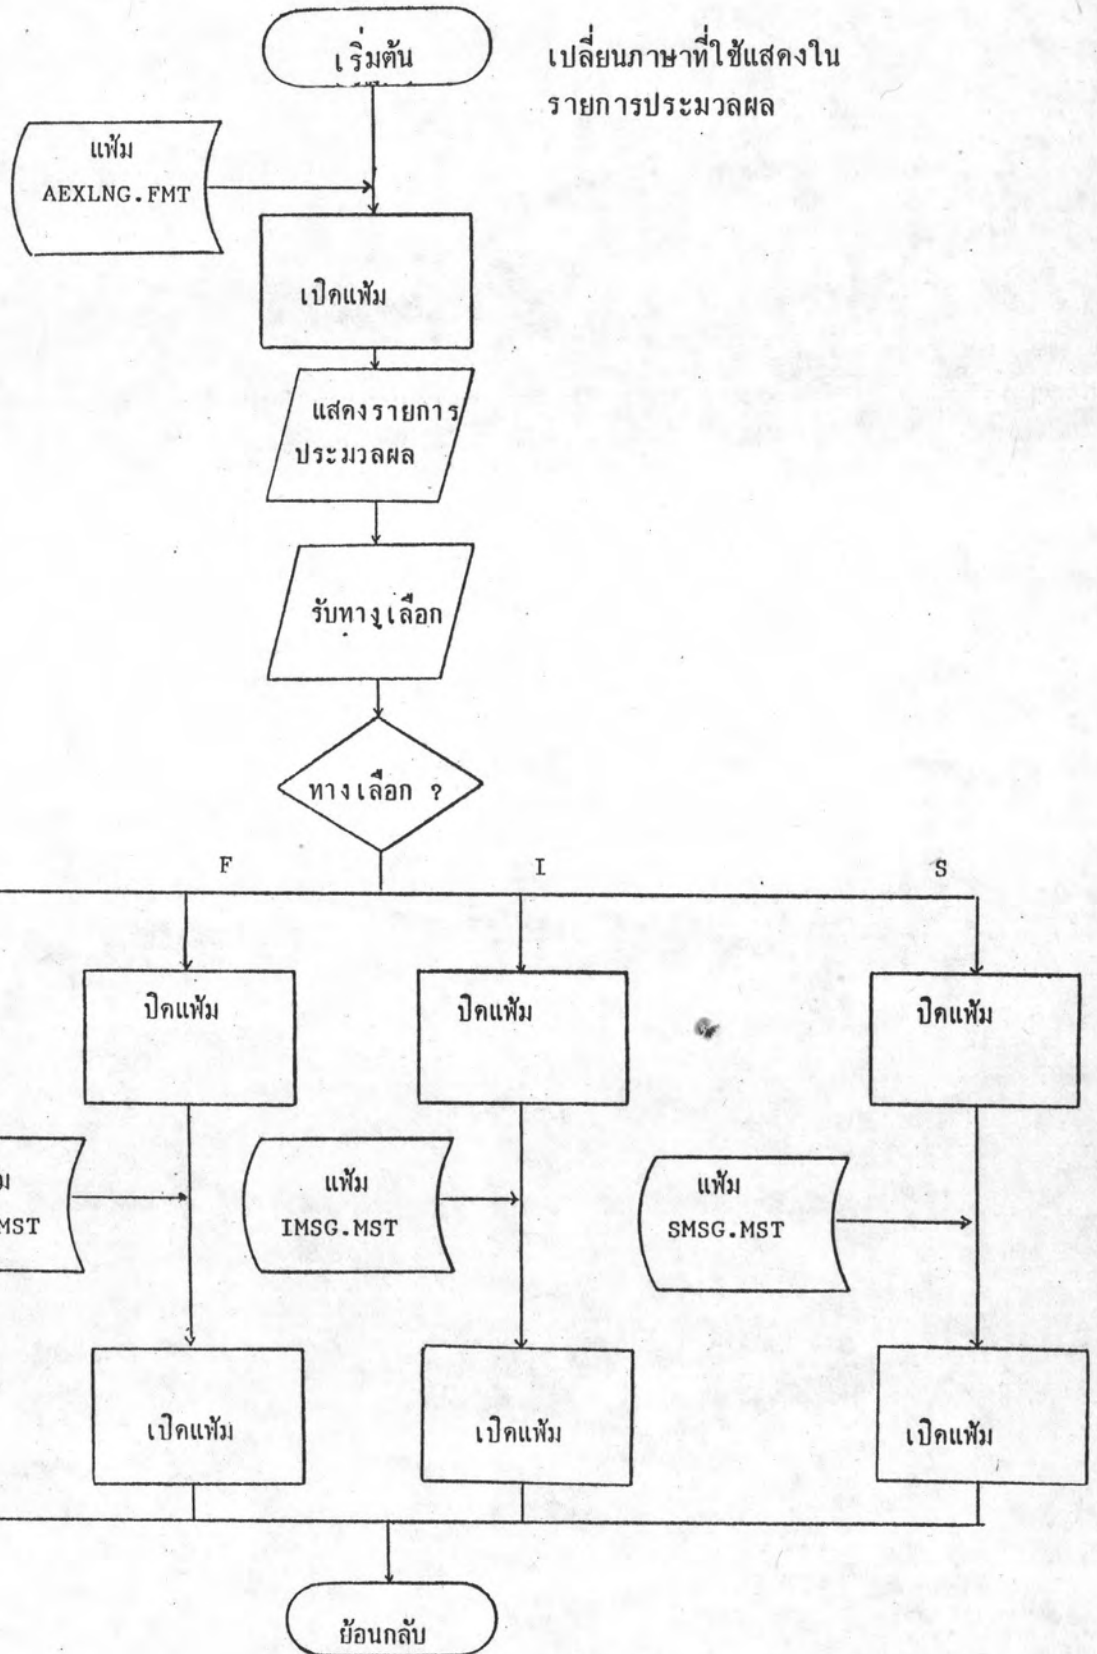 เริ่มต้น
เปลี่ยนภาษาที่ใช้แสดงใน
รายการประมวลผล
แฟ้ม
AEXLNG.FMT
เปิดแฟ้ม
แสดงรายการ
ประมวลผล
รับทางเลือก
ทางเลือก ?
F
I
S
ปิดแฟ้ม
ปิดแฟ้ม
ปิดแฟ้ม
แฟ้ม
IMSG.MST
แฟ้ม
SMSG.MST
MST
เปิดแฟ้ม
เปิดแฟ้ม
เปิดแฟ้ม
ย้อนกลับ